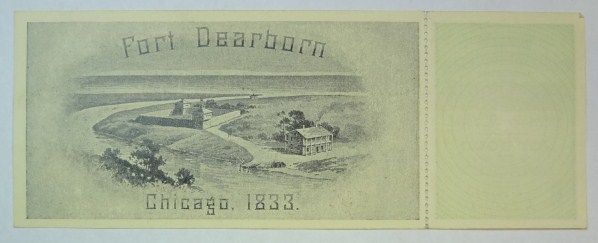 Fort Dearborn
Chicago, 1833.